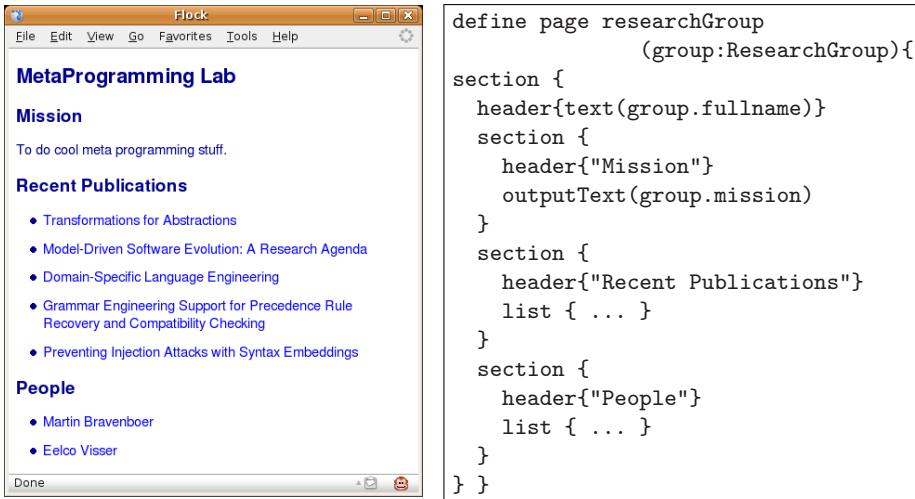 Flock
File Edit View Go Favorites Tools Help
MetaProgramming Lab
Mission
To do cool meta programming stuff.
Recent Publications
Transformations for Abstractions
Model-Driven Software Evolution: A Research Agenda
Domain-Specific Language Engineering
Grammar Engineering Support for Precedence Rule
Recovery and Compatibility Checking
Preventing Injection Attacks with Syntax Embeddings
People
Martin Bravenboer
Eelco Visser
Done
define page researchGroup
(group:ResearchGroup){
section {
header{text(group.fullname)}
section {
header{"Mission"}
outputText(group.mission)
}
section {
header{"Recent Publications"}
list { ... }
}
section {
header{"People"}
list { ... }
}
} }